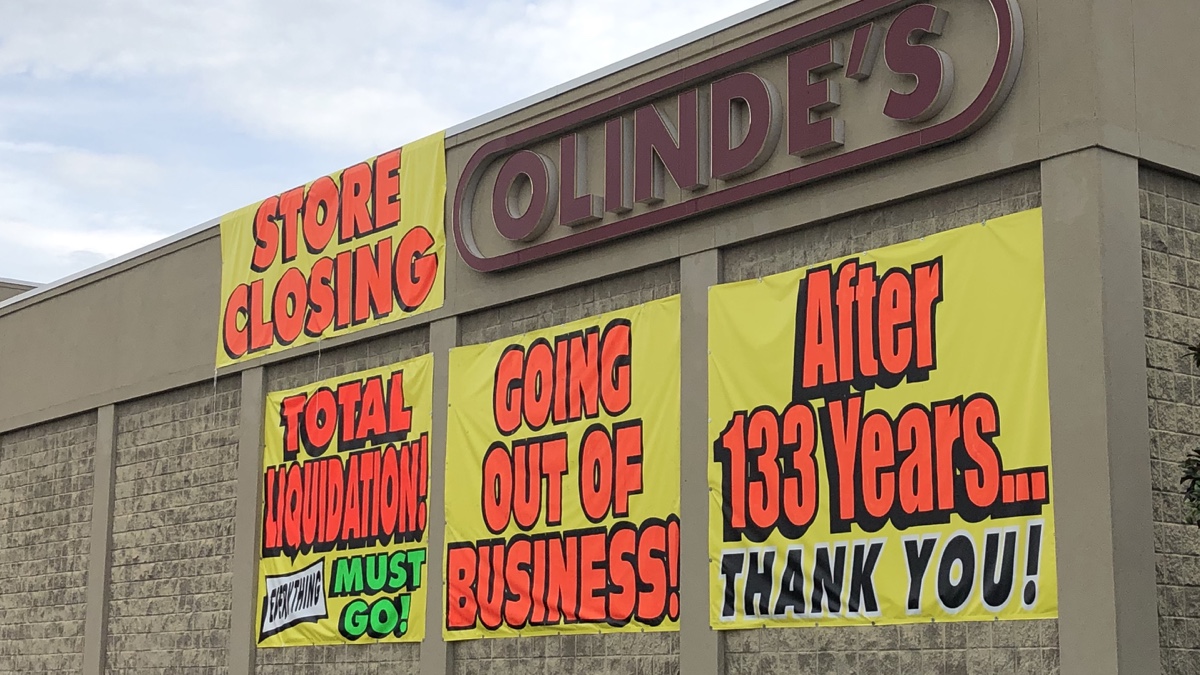 OLINDE'S
STORE
CLOSING
TOTAL
LIQUIDATION!
EVERYTHING
MUST
GO!
GOING
OUT OF
BUSINESS!
After
133 Years...
THANK YOU!